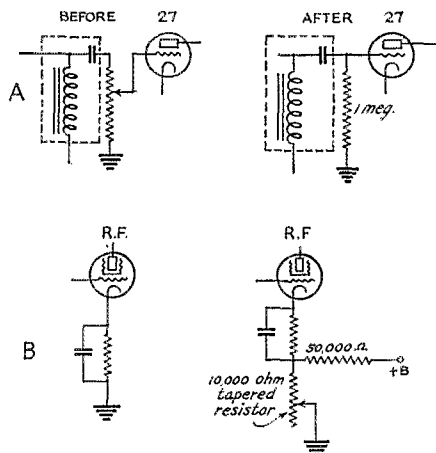 BEFORE 27
AFTER 27
A
1 meg.
R.F.
R.F
B
50,000 Ω.
+B
10,000 ohm
tapered
resistor